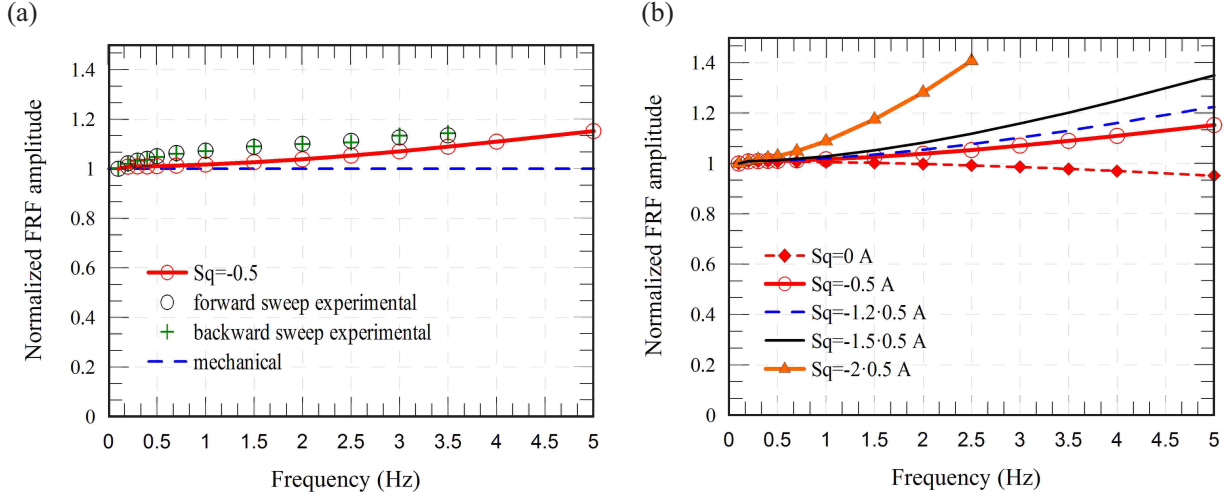 (a)
Normalized FRF amplitude
1.4
1.2
1
0.8
0.6
0.4
0.2
0
Sq=-0.5
forward sweep experimental
backward sweep experimental
mechanical
0 0.5 1 1.5 2 2.5 3 3.5 4 4.5 5
Frequency (Hz)
(b)
Normalized FRF amplitude
1.4
1.2
1
0.8
0.6
0.4
0.2
0
Sq=0 A
Sq=-0.5 A
Sq=-1.2·0.5 A
Sq=-1.5·0.5 A
Sq=-2·0.5 A
0 0.5 1 1.5 2 2.5 3 3.5 4 4.5 5
Frequency (Hz)